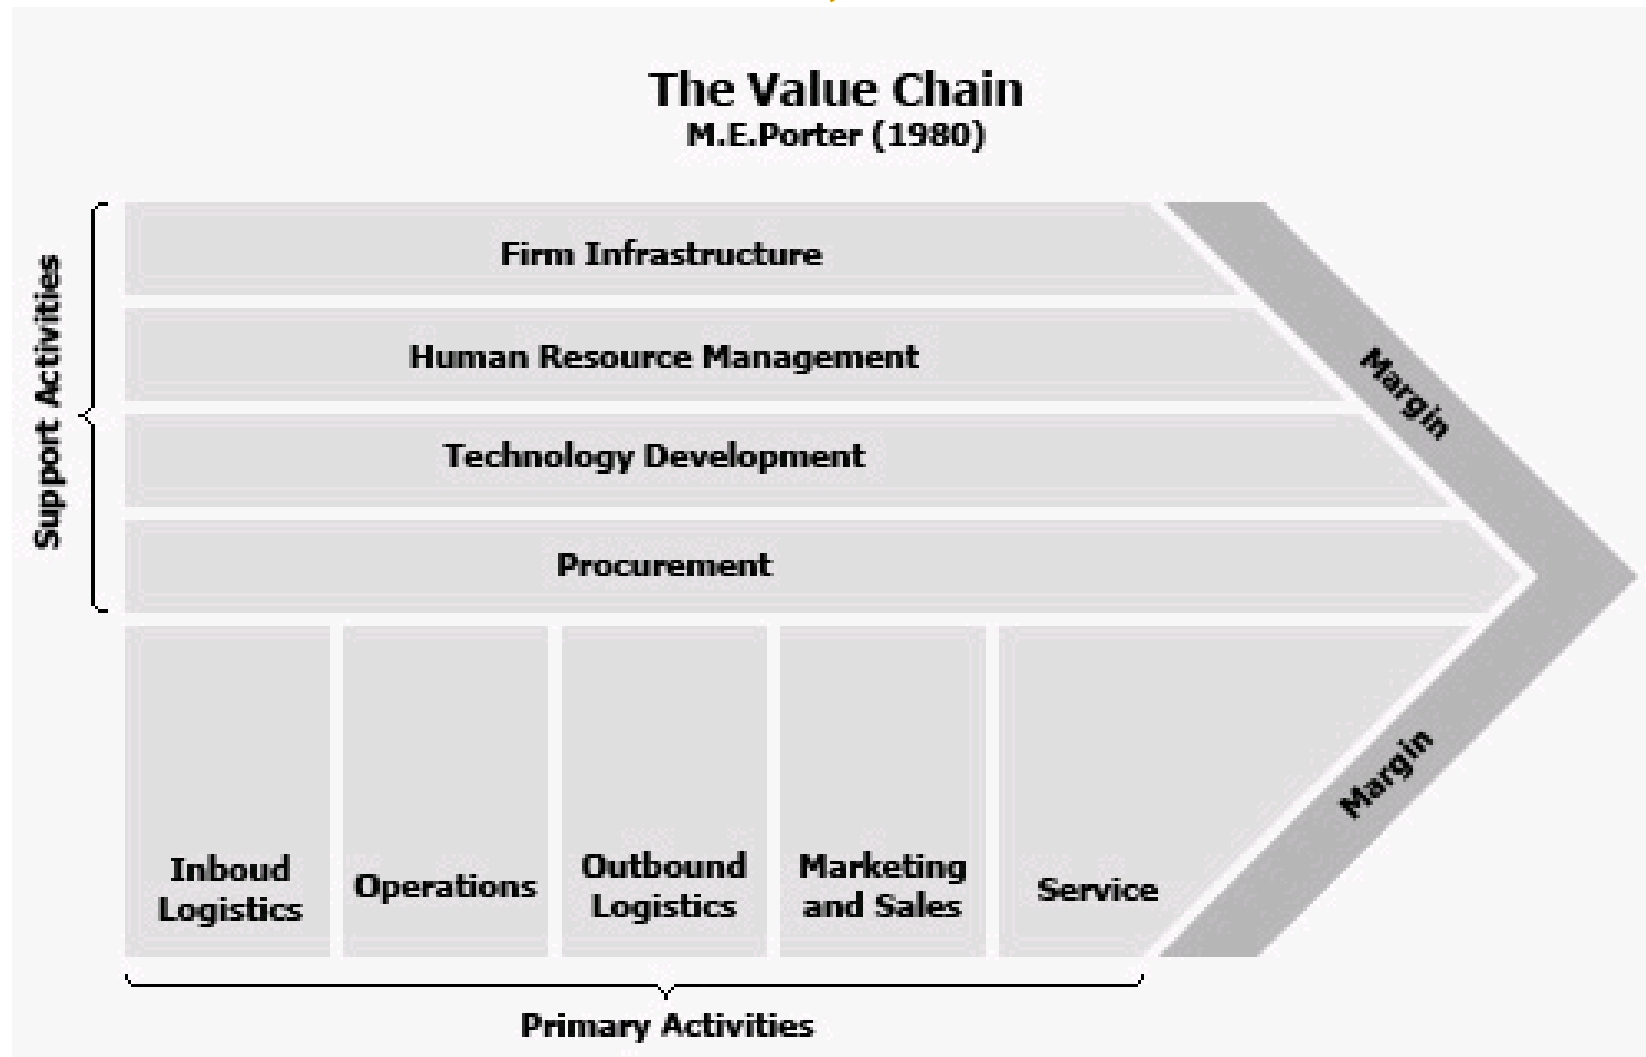 The Value Chain
M.E.Porter (1980)
Support Activities
Firm Infrastructure
Human Resource Management
Technology Development
Procurement
Margin
Margin
Inboud
Logistics
Operations
Outbound
Logistics
Marketing
and Sales
Service
Primary Activities